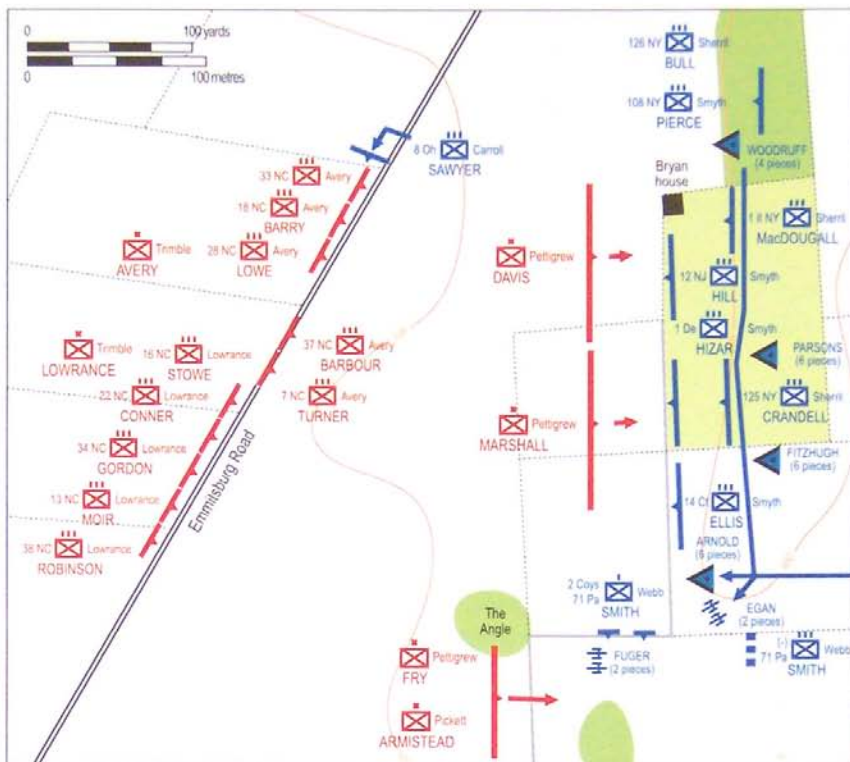 0 100 yards
0 100 metres
126 NY Sherril
BULL
108 NY Smyth
PIERCE
WOODRUFF
(4 pieces)
8 Oh Carroll
SAWYER
Bryan
house
33 NC Avery
18 NC Avery
BARRY
28 NC Avery
LOWE
Trimble
AVERY
Pettigrew
DAVIS
1 ll NY Sherril
MacDOUGALL
12 NJ Smyth
HILL
1 De Smyth
HIZAR
PARSONS
(6 pieces)
Trimble
LOWRANCE
16 NC Lowrance
STOWE
37 NC Avery
BARBOUR
22 NC Lowrance
CONNER
7 NC Avery
TURNER
125 NY Sherril
CRANDELL
Pettigrew
MARSHALL
34 NC Lowrance
GORDON
FITZHUGH
(6 pieces)
Emmitsburg Road
13 NC Lowrance
MOIR
14 Ct Smyth
ELLIS
38 NC Lowrance
ROBINSON
ARNOLD
(6 pieces)
2 Coys
71 Pa Webb
SMITH
The
Angle
EGAN
(2 pieces)
Pettigrew
FRY
FUGER
(2 pieces)
(-)
71 Pa Webb
SMITH
Pickett
ARMISTEAD